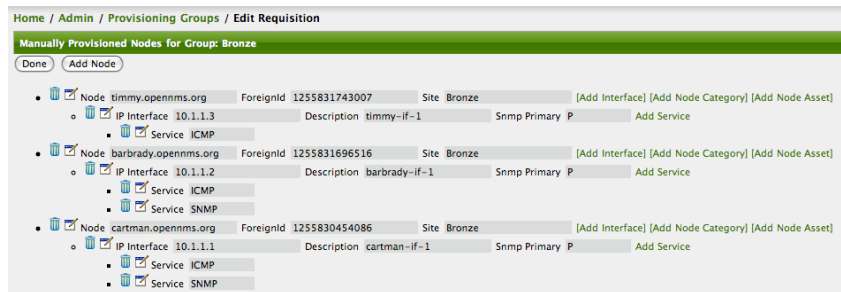 Home / Admin / Provisioning Groups / Edit Requisition
Manually Provisioned Nodes for Group: Bronze
Done Add Node
Node timmy.opennms.org ForeignId 1255831743007 Site Bronze [Add Interface] [Add Node Category] [Add Node Asset]
IP Interface 10.1.1.3 Description timmy-if-1 Snmp Primary P Add Service
Service ICMP
Node barbrady.opennms.org ForeignId 1255831696516 Site Bronze [Add Interface] [Add Node Category] [Add Node Asset]
IP Interface 10.1.1.2 Description barbrady-if-1 Snmp Primary P Add Service
Service ICMP
Service SNMP
Node cartman.opennms.org ForeignId 1255830454086 Site Bronze [Add Interface] [Add Node Category] [Add Node Asset]
IP Interface 10.1.1.1 Description cartman-if-1 Snmp Primary P Add Service
Service ICMP
Service SNMP